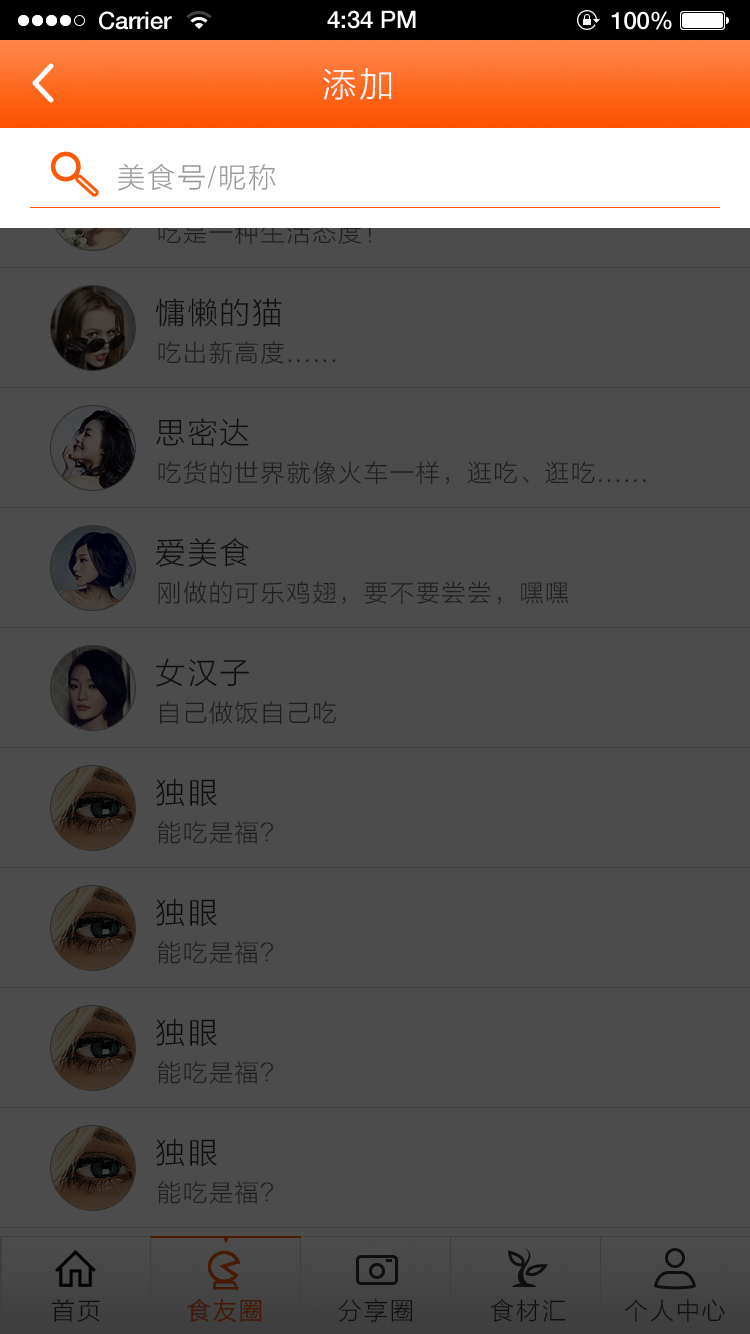 Carrier 4:34 PM 100%
添加
美食号/昵称
吃是一种生活态度！
慵懒的猫
吃出新高度……
思密达
吃货的世界就像火车一样，逛吃、逛吃……
爱美食
刚做的可乐鸡翅，要不要尝尝，嘿嘿
女汉子
自己做饭自己吃
独眼
能吃是福？
独眼
能吃是福？
独眼
能吃是福？
独眼
能吃是福？
首页 食友圈 分享圈 食材汇 个人中心